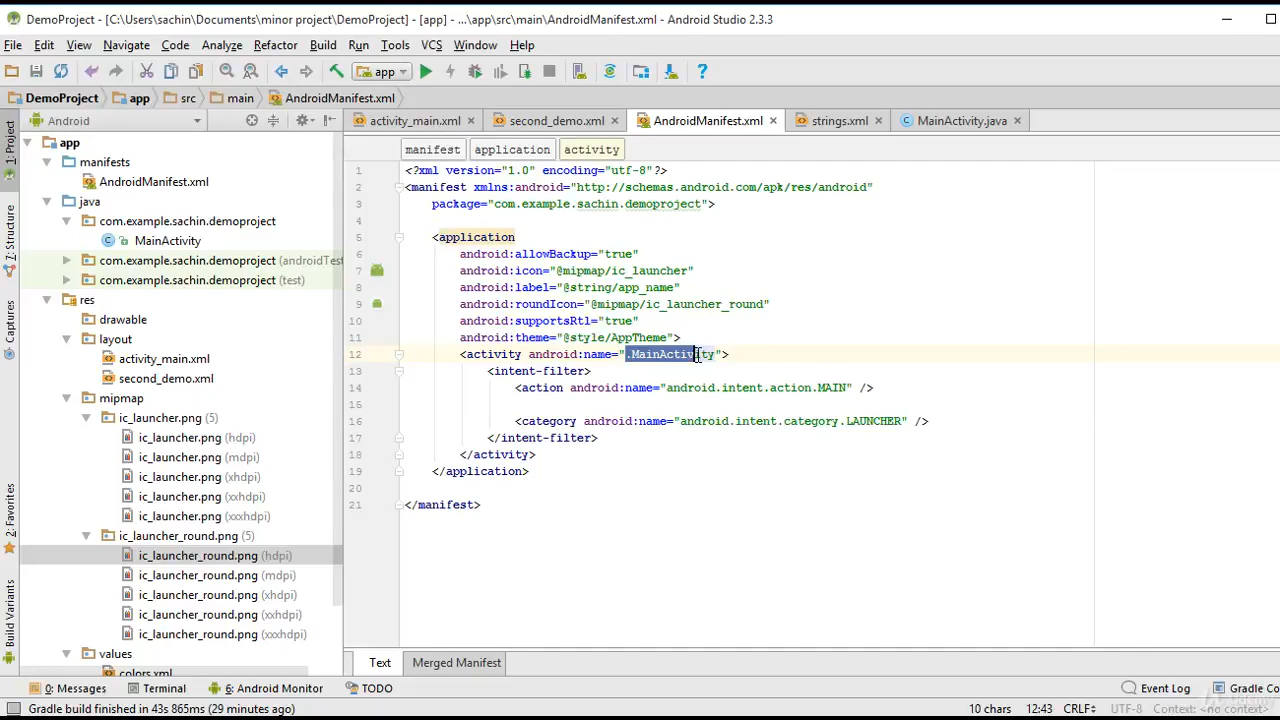 DemoProject - [C:\Users\sachin\Documents\minor project\DemoProject] - [app] - ...\app\src\main\AndroidManifest.xml - Android Studio 2.3.3
File Edit View Navigate Code Analyze Refactor Build Run Tools VCS Window Help
app
DemoProject app src main AndroidManifest.xml
Android
activity_main.xml second_demo.xml AndroidManifest.xml strings.xml MainActivity.java
manifest application activity
1: Project
7: Structure
Captures
2: Favorites
Build Variants
app
manifests
AndroidManifest.xml
java
com.example.sachin.demoproject
MainActivity
com.example.sachin.demoproject (androidTest
com.example.sachin.demoproject (test)
res
drawable
layout
activity_main.xml
second_demo.xml
mipmap
ic_launcher.png (5)
ic_launcher.png (hdpi)
ic_launcher.png (mdpi)
ic_launcher.png (xhdpi)
ic_launcher.png (xxhdpi)
ic_launcher.png (xxxhdpi)
ic_launcher_round.png (5)
ic_launcher_round.png (hdpi)
ic_launcher_round.png (mdpi)
ic_launcher_round.png (xhdpi)
ic_launcher_round.png (xxhdpi)
ic_launcher_round.png (xxxhdpi)
values
colors.xml
1 <?xml version="1.0" encoding="utf-8"?>
2 <manifest xmlns:android="http://schemas.android.com/apk/res/android"
3 package="com.example.sachin.demoproject">
4
5 <application
6 android:allowBackup="true"
7 android:icon="@mipmap/ic_launcher"
8 android:label="@string/app_name"
9 android:roundIcon="@mipmap/ic_launcher_round"
10 android:supportsRtl="true"
11 android:theme="@style/AppTheme">
12 <activity android:name=".MainActivity">
13 <intent-filter>
14 <action android:name="android.intent.action.MAIN" />
15
16 <category android:name="android.intent.category.LAUNCHER" />
17 </intent-filter>
18 </activity>
19 </application>
20
21 </manifest>
Text Merged Manifest
0: Messages Terminal 6: Android Monitor TODO Event Log Gradle Co
Gradle build finished in 43s 865ms (29 minutes ago) 10 chars 12:43 CRLF÷ UTF-8÷ Context: <no context>